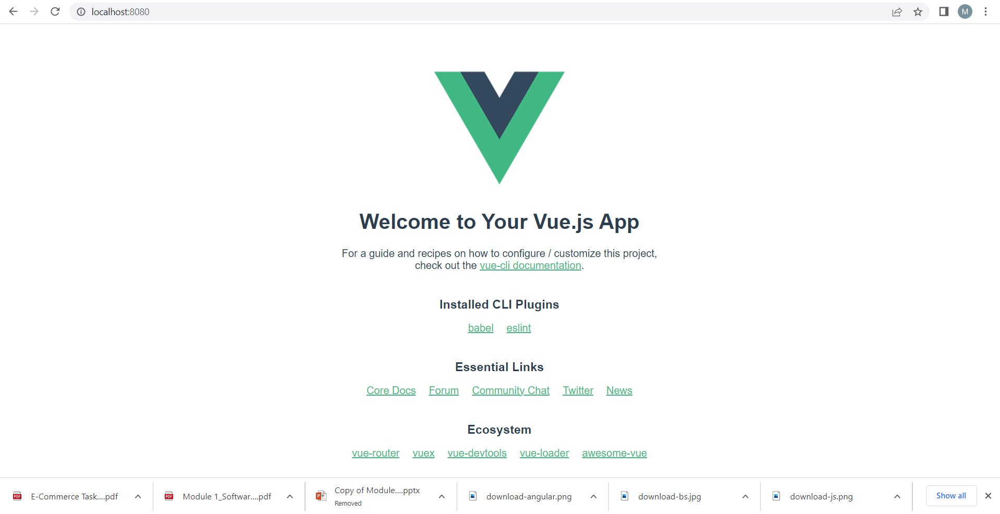 localhost:8080
M
Welcome to Your Vue.js App
For a guide and recipes on how to configure / customize this project,
check out the vue-cli documentation.
Installed CLI Plugins
babel eslint
Essential Links
Core Docs Forum Community Chat Twitter News
Ecosystem
vue-router vuex vue-devtools vue-loader awesome-vue
PDF E-Commerce Task....pdf
PDF Module 1_Softwar....pdf
P Copy of Module....pptx
Removed
download-angular.png
download-bs.jpg
download-js.png
Show all